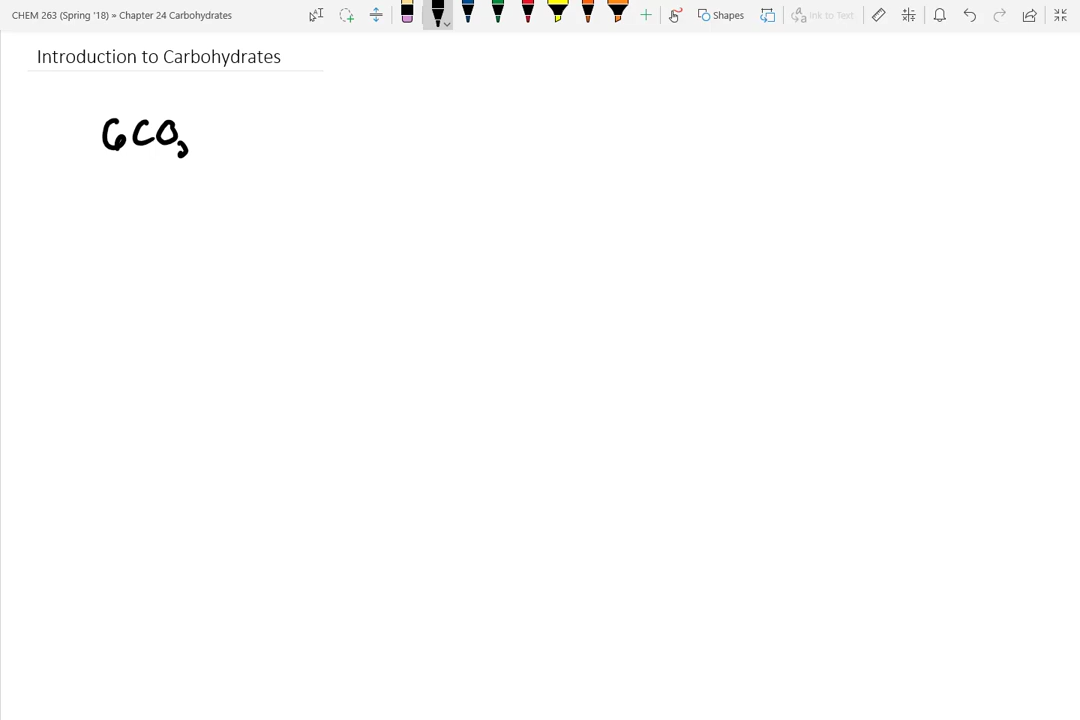 CHEM 263 (Spring '18) » Chapter 24 Carbohydrates
Shapes
Ink to Text
Introduction to Carbohydrates
6CO₂